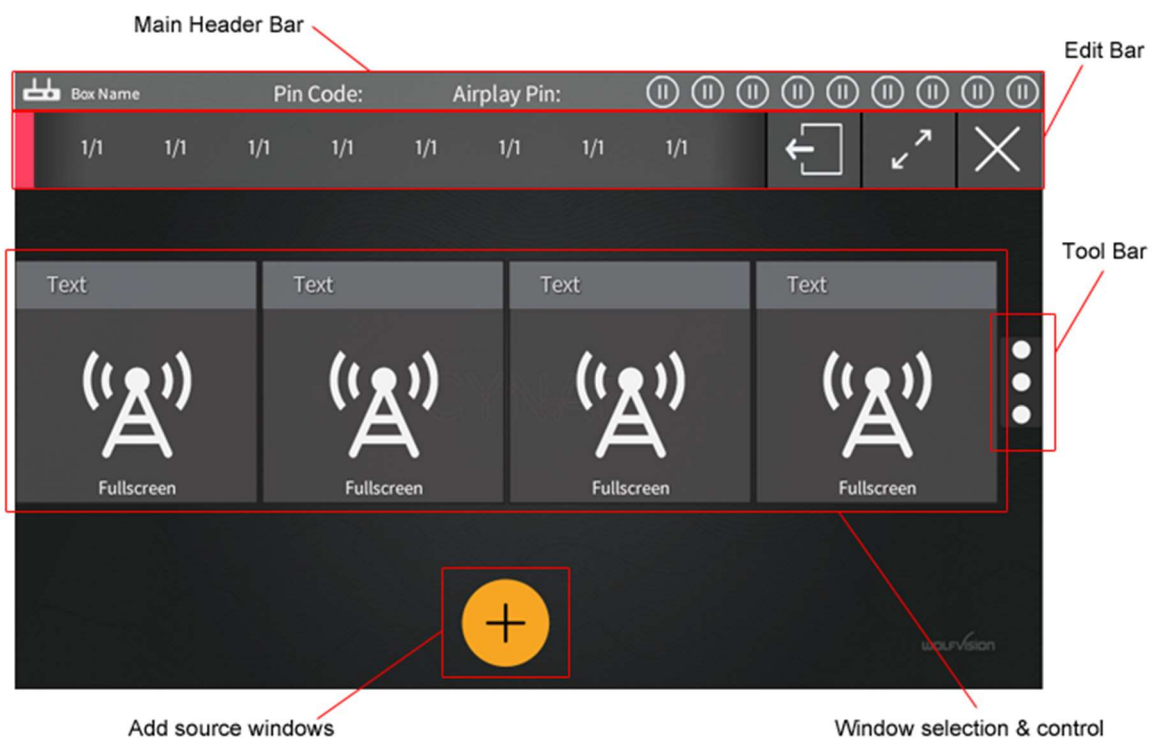 Main Header Bar
Edit Bar
Box Name Pin Code: Airplay Pin:
1/1 1/1 1/1 1/1 1/1 1/1 1/1 1/1
Tool Bar
Text Text Text Text
Fullscreen Fullscreen Fullscreen Fullscreen
WOLFVISION
Add source windows
Window selection & control